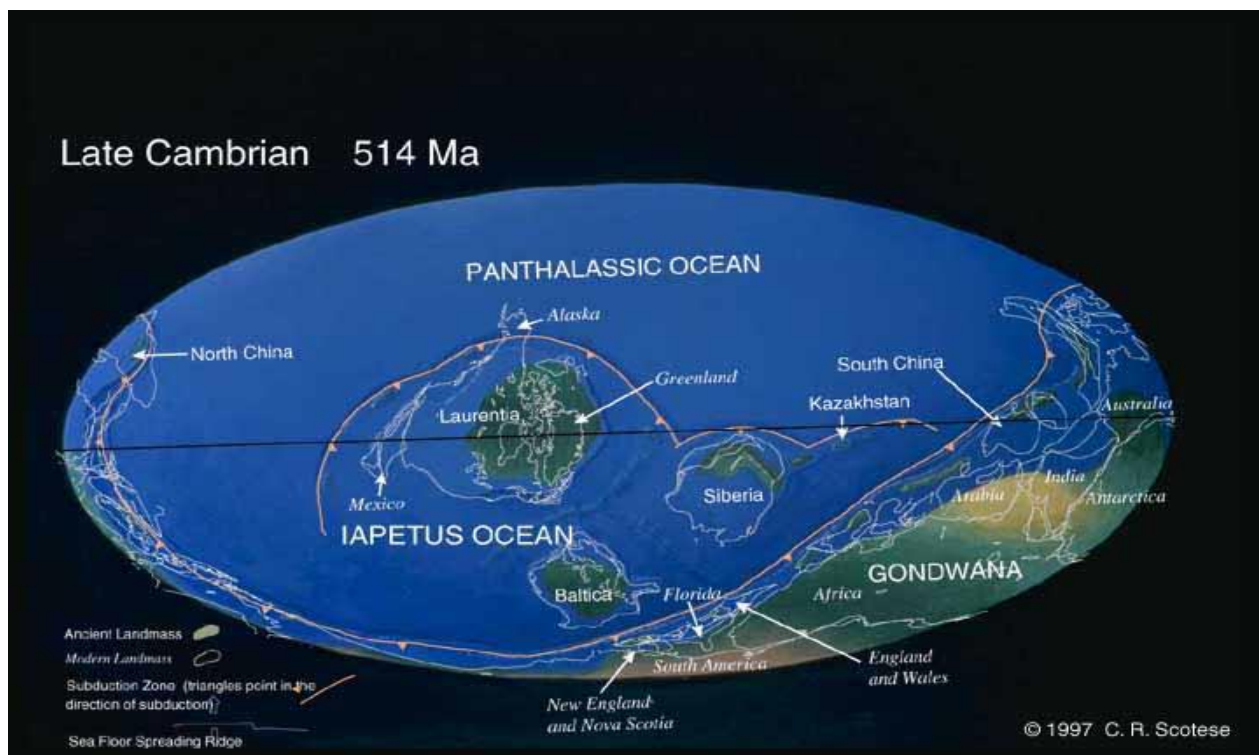 Late Cambrian 514 Ma
PANTHALASSIC OCEAN
Alaska
North China
South China
Greenland
Kazakhstan
Laurentia
Australia
Mexico
Siberia
India
Arabia
Antarctica
IAPETUS OCEAN
GONDWANA
Baltica
Florida
Africa
Ancient Landmass
Modern Landmass
South America
England
and Wales
Subduction Zone (triangles point in the
direction of subduction)
New England
and Nova Scotia
Sea Floor Spreading Ridge
© 1997 C. R. Scotese